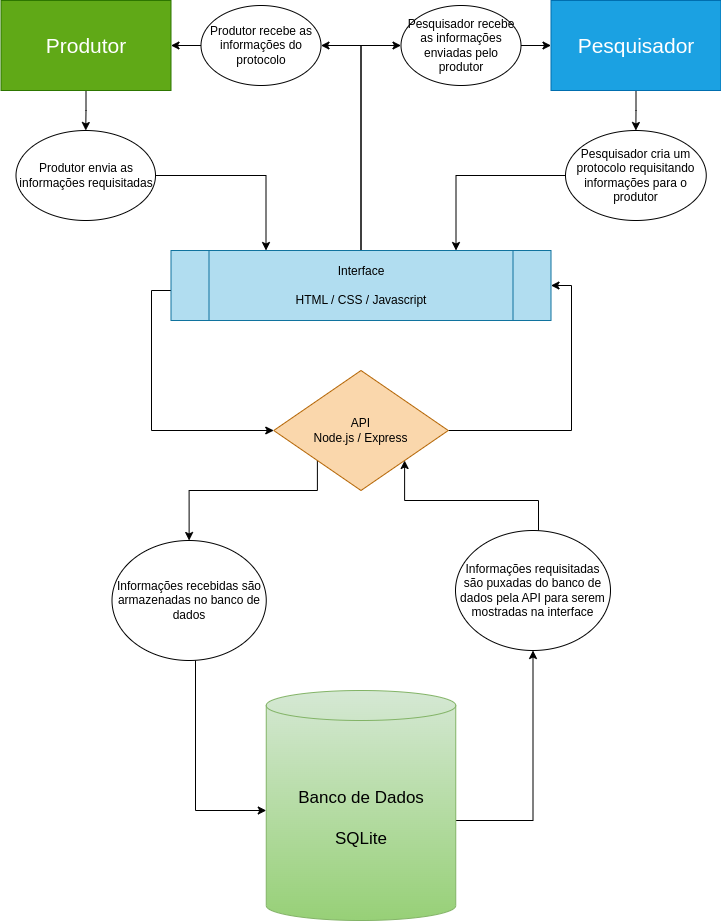 Produtor
Produtor recebe as
informações do
protocolo
Pesquisador recebe
as informações
enviadas pelo
produtor
Pesquisador
Produtor envia as
informações requisitadas
Pesquisador cria um
protocolo requisitando
informações para o
produtor
Interface
HTML / CSS / Javascript
API
Node.js / Express
Informações recebidas são
armazenadas no banco de
dados
Informações requisitadas
são puxadas do banco de
dados pela API para serem
mostradas na interface
Banco de Dados
SQLite